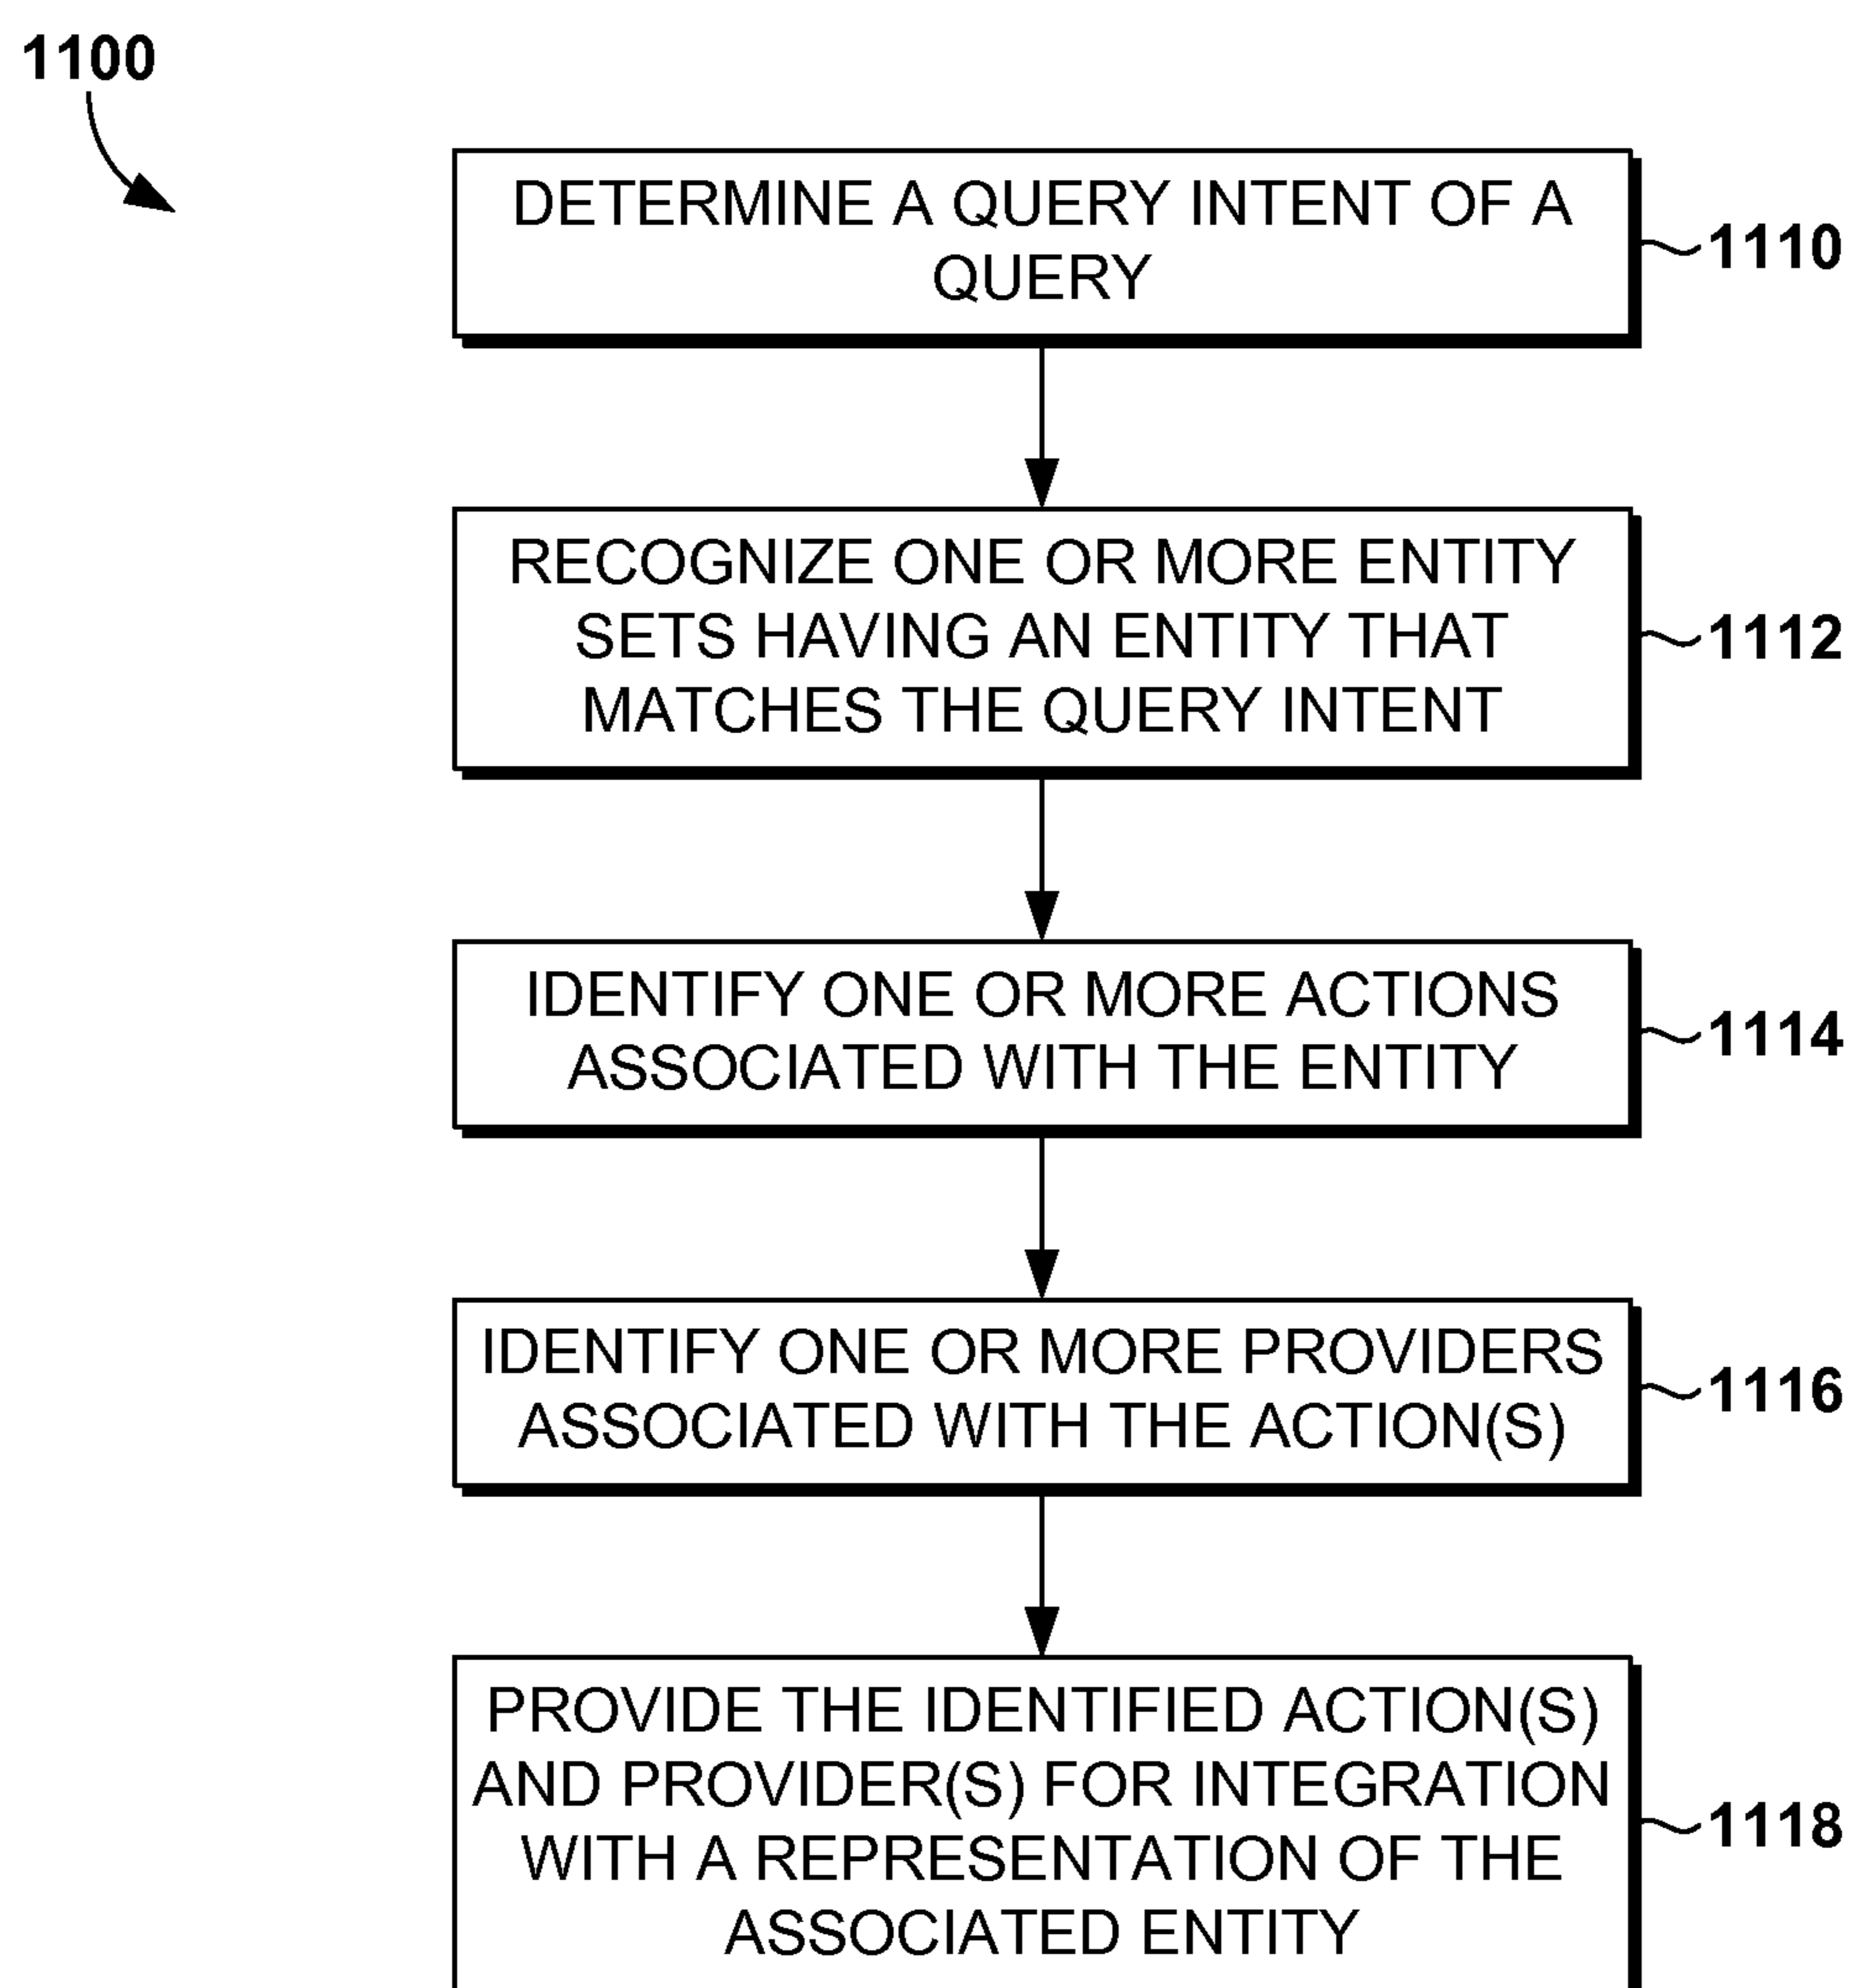 1100
DETERMINE A QUERY INTENT OF A
QUERY
1110
RECOGNIZE ONE OR MORE ENTITY
SETS HAVING AN ENTITY THAT
MATCHES THE QUERY INTENT
1112
IDENTIFY ONE OR MORE ACTIONS
ASSOCIATED WITH THE ENTITY
1114
IDENTIFY ONE OR MORE PROVIDERS
ASSOCIATED WITH THE ACTION(S)
1116
PROVIDE THE IDENTIFIED ACTION(S)
AND PROVIDER(S) FOR INTEGRATION
WITH A REPRESENTATION OF THE
ASSOCIATED ENTITY
1118